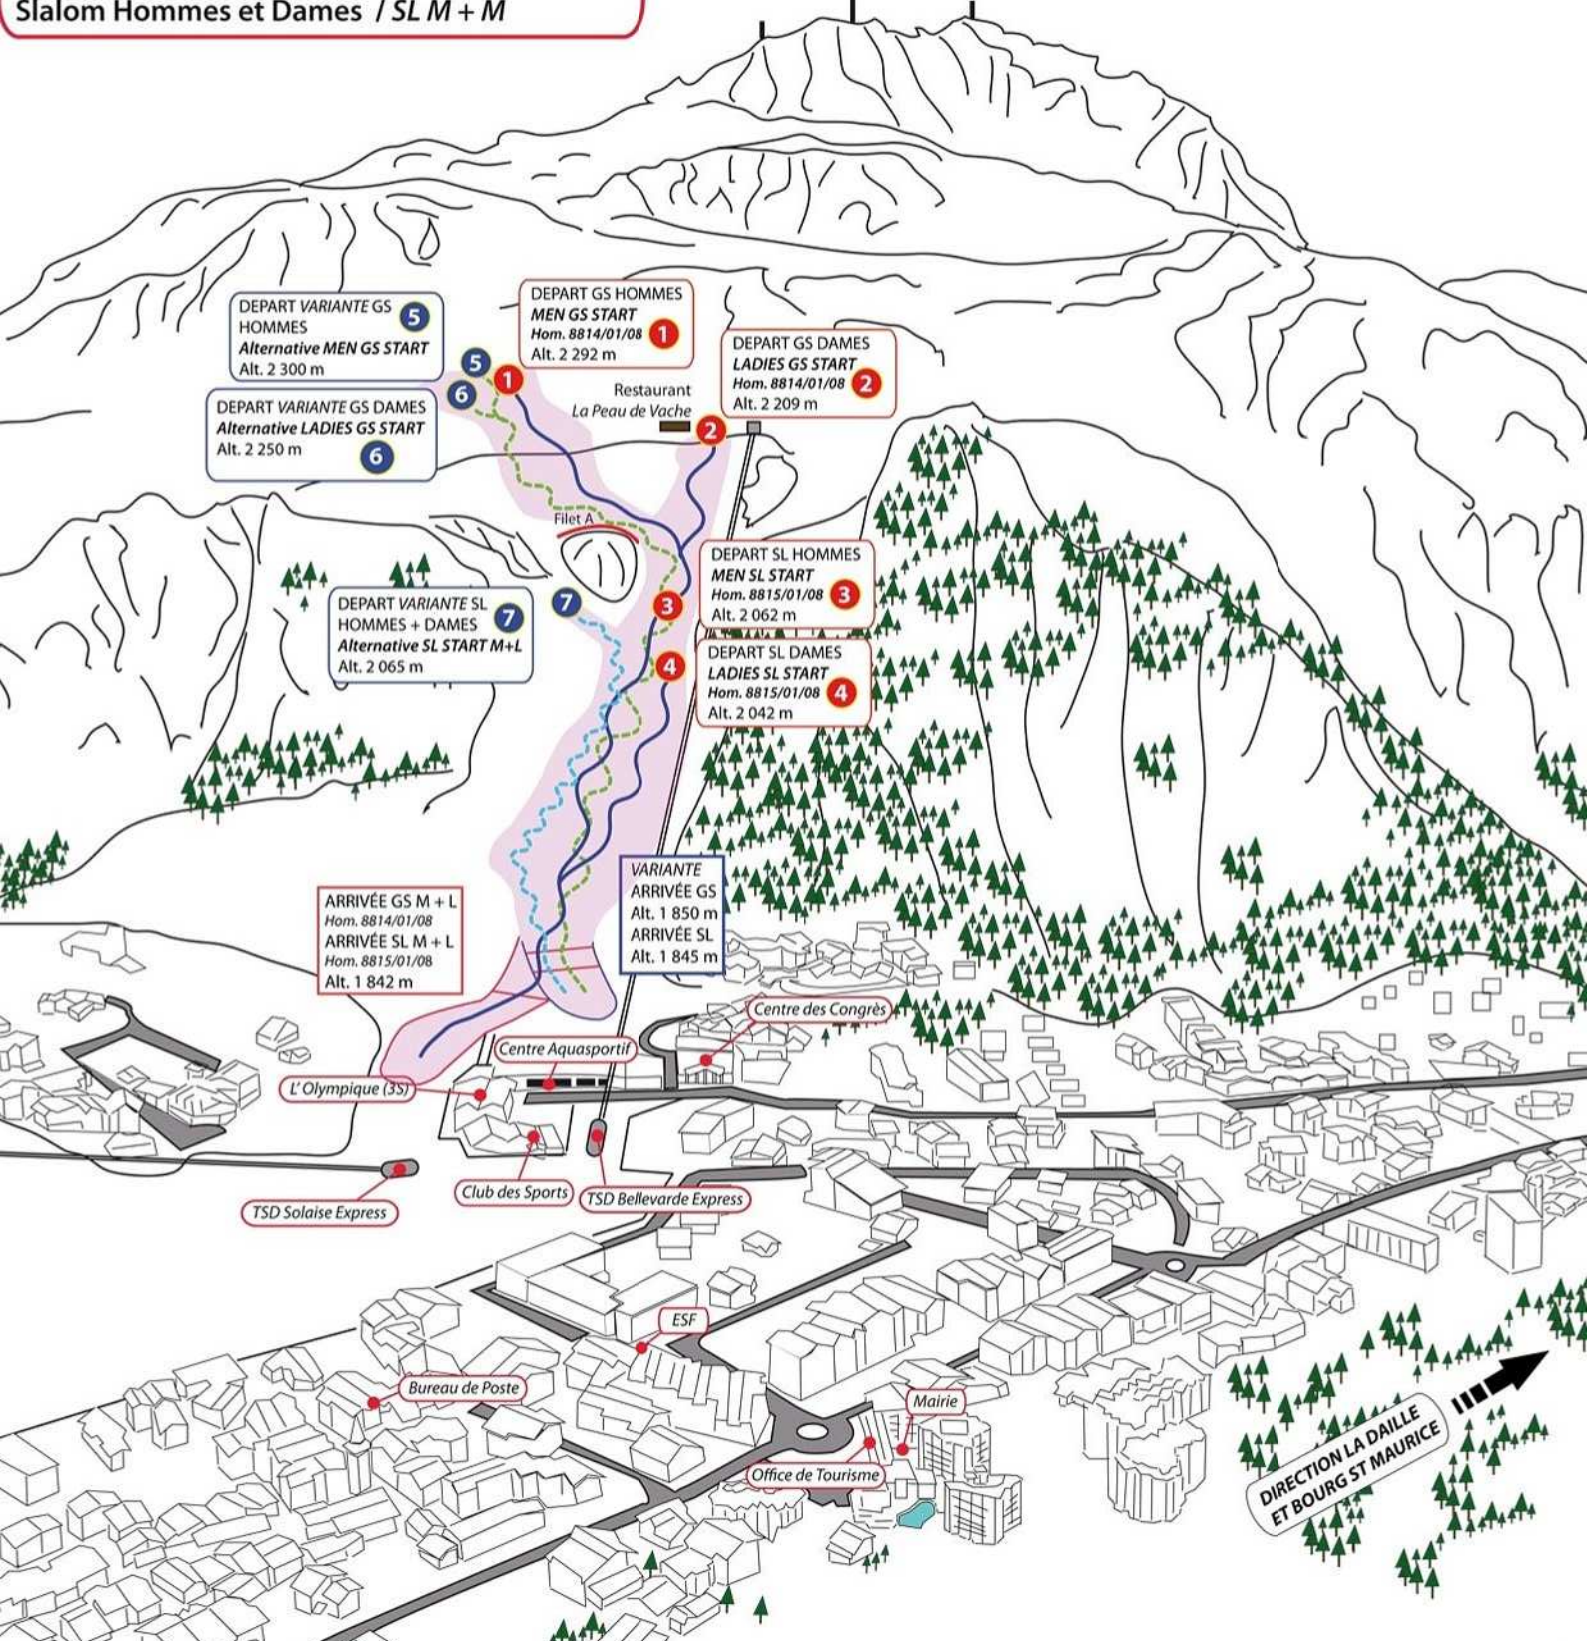 Slalom Hommes et Dames / SL M + M
DEPART VARIANTE GS
HOMMES
Alternative MEN GS START
Alt. 2 300 m
5
DEPART GS HOMMES
MEN GS START
Hom. 8814/01/08
Alt. 2 292 m
1
DEPART GS DAMES
LADIES GS START
Hom. 8814/01/08
Alt. 2 209 m
2
5
1
6
Restaurant
La Peau de Vache
2
DEPART VARIANTE GS DAMES
Alternative LADIES GS START
Alt. 2 250 m
6
Filet A
DEPART SL HOMMES
MEN SL START
Hom. 8815/01/08
Alt. 2 062 m
3
DEPART VARIANTE SL
HOMMES + DAMES
Alternative SL START M+L
Alt. 2 065 m
7
7
3
4
DEPART SL DAMES
LADIES SL START
Hom. 8815/01/08
Alt. 2 042 m
4
VARIANTE
ARRIVÉE GS
Alt. 1 850 m
ARRIVÉE SL
Alt. 1 845 m
ARRIVÉE GS M + L
Hom. 8814/01/08
ARRIVÉE SL M + L
Hom. 8815/01/08
Alt. 1 842 m
Centre des Congrès
Centre Aquasportif
L'Olympique (3S)
Club des Sports
TSD Bellevarde Express
TSD Solaise Express
ESF
Bureau de Poste
Mairie
Office de Tourisme
DIRECTION LA DAILLE
ET BOURG ST MAURICE